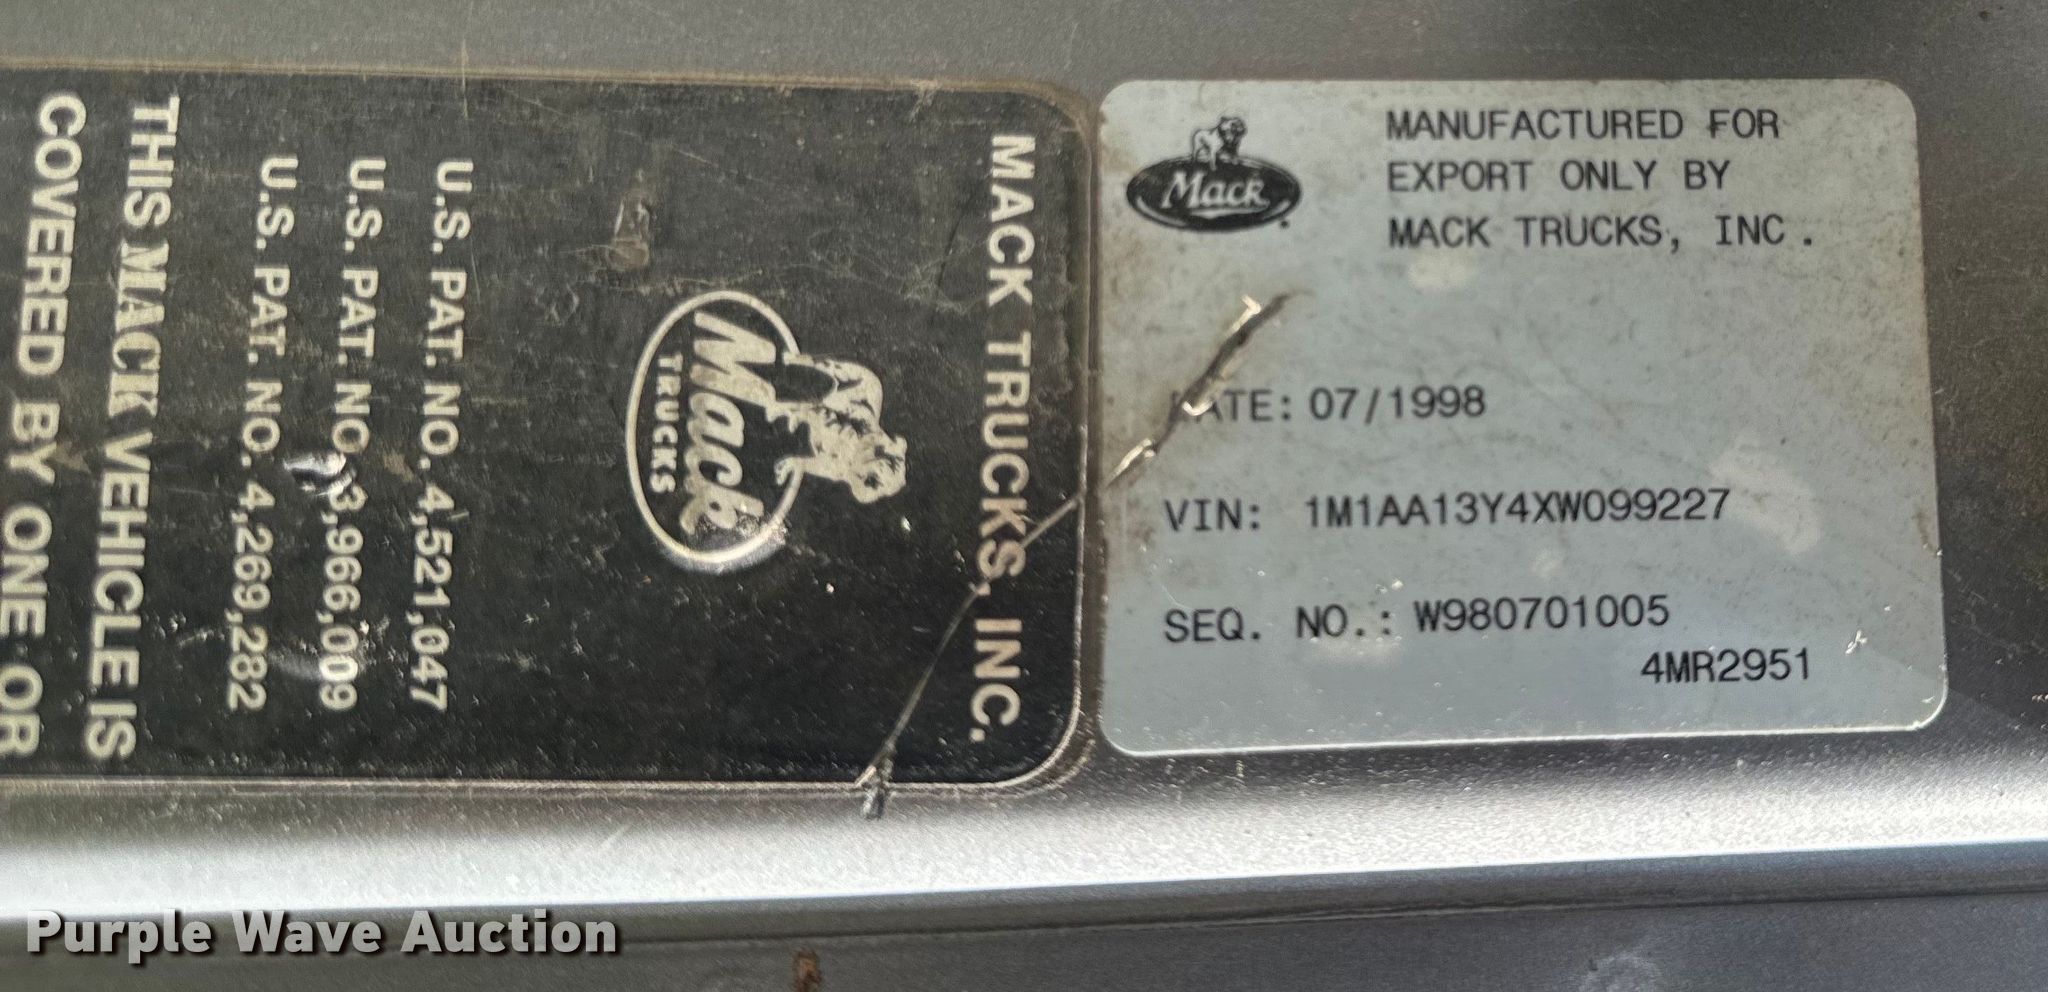 MACK TRUCKS, INC.
Mack
TRUCKS
U.S. PAT. NO. 4,521,047
U.S. PAT. NO. 3,966,009
U.S. PAT. NO. 4,269,282
THIS MACK VEHICLE IS
COVERED BY ONE OR
Mack
MANUFACTURED FOR
EXPORT ONLY BY
MACK TRUCKS, INC.
DATE: 07/1998
VIN: 1M1AA13Y4XW099227
SEQ. NO.: W980701005
4MR2951
Purple Wave Auction